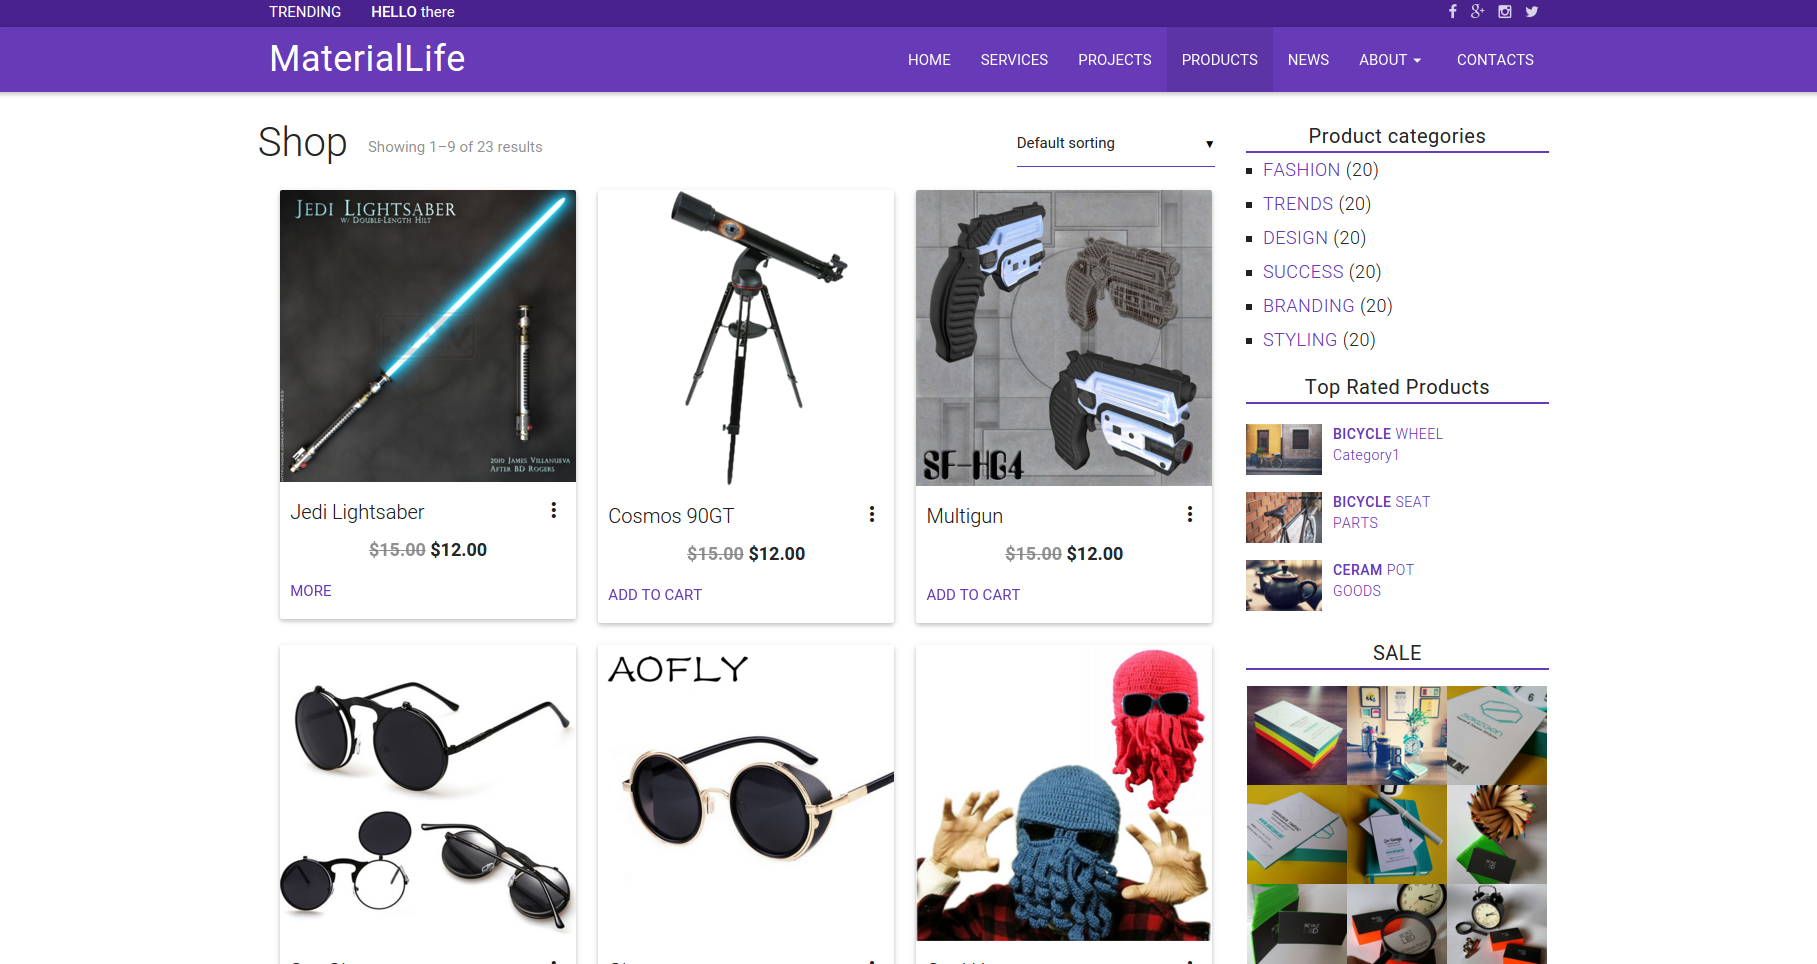 TRENDING
HELLO there
MaterialLife
HOME
SERVICES
PROJECTS
PRODUCTS
NEWS
ABOUT
CONTACTS
Shop
Showing 1–9 of 23 results
Default sorting
JEDI LIGHTSABER
W/ DOUBLE-LENGTH HILT
2010 JAMES VILLANUEVA
AFTER BD ROGERS
SF-HG4
Jedi Lightsaber
$15.00 $12.00
MORE
Cosmos 90GT
$15.00 $12.00
ADD TO CART
Multigun
$15.00 $12.00
ADD TO CART
AOFLY
Product categories
FASHION (20)
TRENDS (20)
DESIGN (20)
SUCCESS (20)
BRANDING (20)
STYLING (20)
Top Rated Products
BICYCLE WHEEL
Category1
BICYCLE SEAT
PARTS
CERAM POT
GOODS
SALE